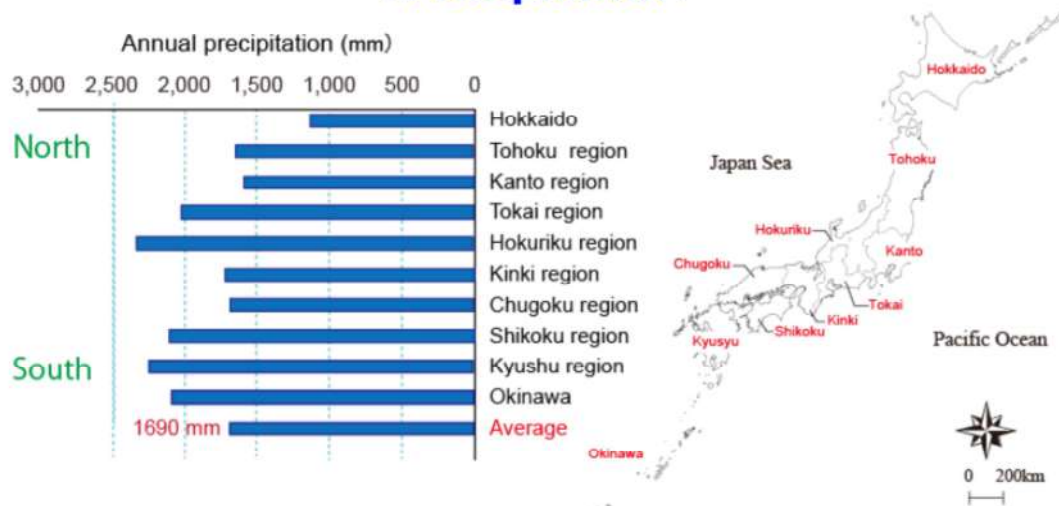 Annual precipitation (mm)
3,000 2,500 2,000 1,500 1,000 500 0
North
South
Hokkaido
Tohoku region
Kanto region
Tokai region
Hokuriku region
Kinki region
Chugoku region
Shikoku region
Kyushu region
Okinawa
1690 mm Average
Hokkaido
Japan Sea
Tohoku
Hokuriku
Kanto
Chugoku
Tokai
Kinki
Shikoku
Kyusyu
Pacific Ocean
Okinawa
0 200km